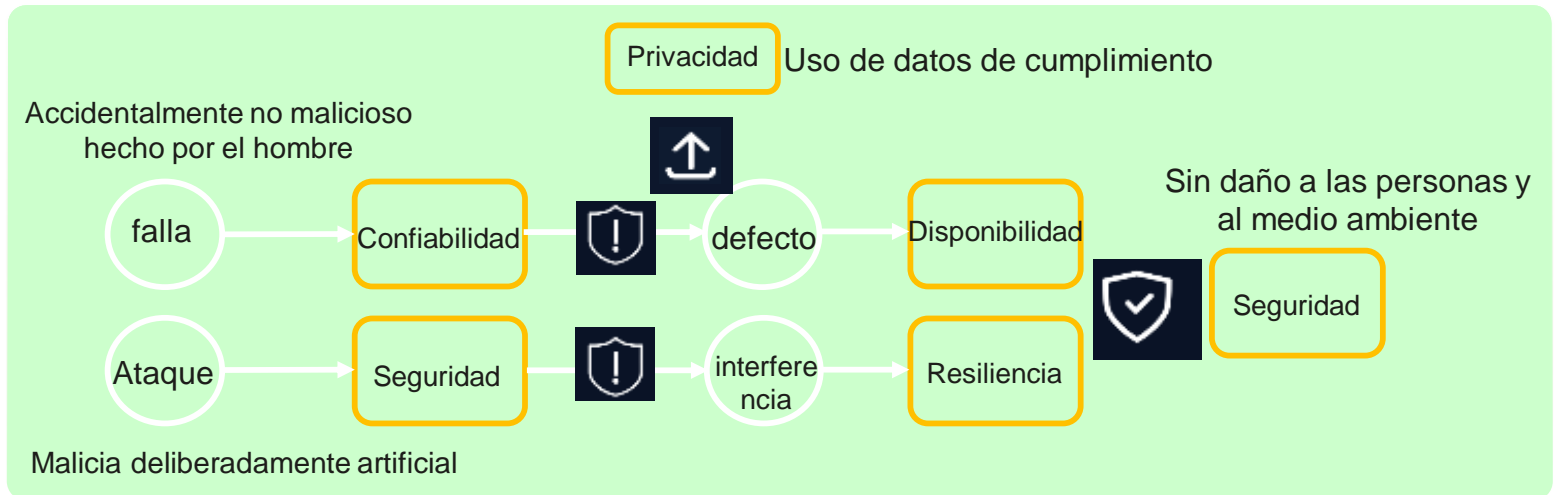 Privacidad
Uso de datos de cumplimiento
Accidentalmente no malicioso
hecho por el hombre
Sin daño a las personas y
al medio ambiente
falla
Confiabilidad
defecto
Disponibilidad
Seguridad
Ataque
Seguridad
interfere
ncia
Resiliencia
Malicia deliberadamente artificial